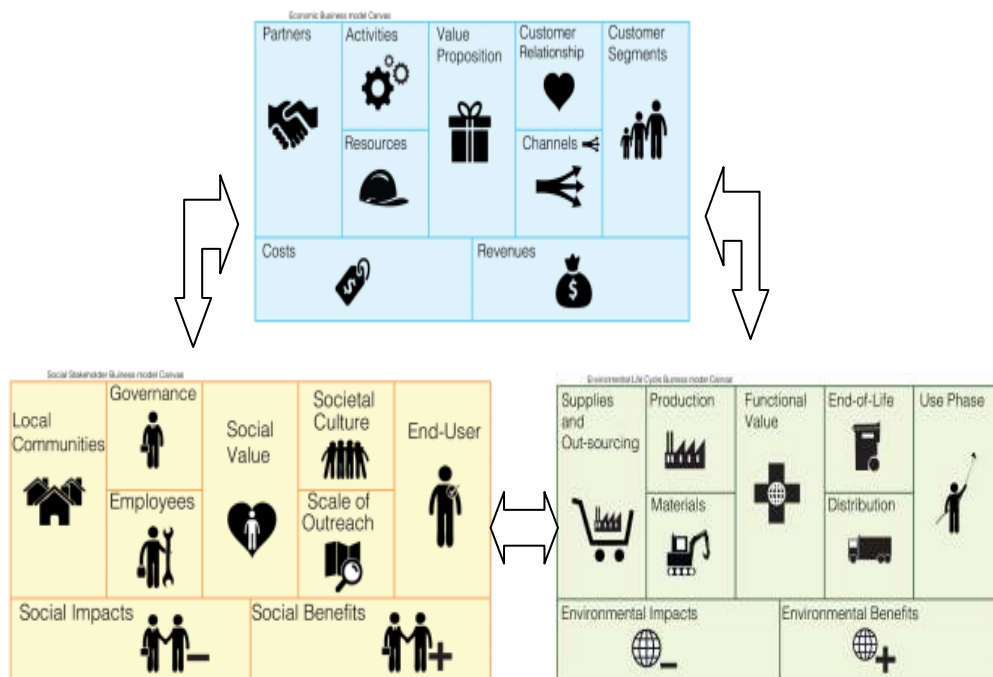 Economic Business model Canvas
Partners
Activities
Value
Proposition
Customer
Relationship
Customer
Segments
Resources
Channels
Costs
Revenues
$
$
Social Stakeholder Buiness model Canvas
Local
Communities
Governance
Social
Value
Societal
Culture
End-User
Employees
Scale of
Outreach
Social Impacts
Social Benefits
Environmental Life Cycle Business model Canvas
Supplies
and
Out-sourcing
Production
Functional
Value
End-of-Life
Use Phase
Materials
Distribution
Environmental Impacts
Environmental Benefits